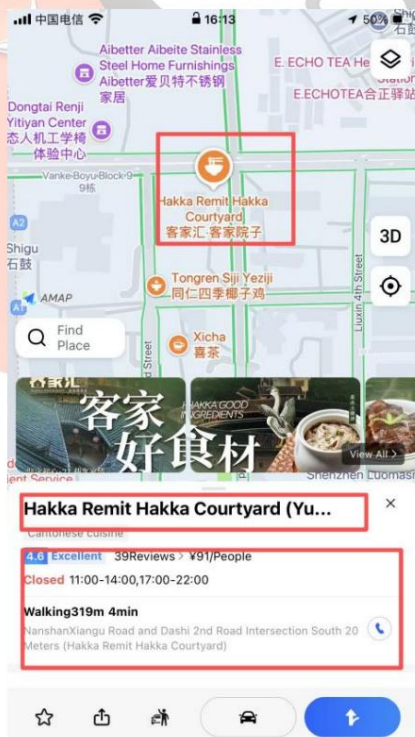 中国电信
16:13
50%
Aibetter Aibeite Stainless
Steel Home Furnishings
Aibetter爱贝特不锈钢
家居
E. ECHO TEA He
E.ECHOTEA合正驿站
Dongtai Renji
Yitiyan Center
态人机工学椅
体验中心
Vanke·Boyu·Block·9
9栋
Hakka Remit Hakka
Courtyard
客家汇·客家院子
A2
Shigu
石鼓
3D
Tongren Siji Yeziji
同仁四季椰子鸡
Liuxin 4th Street
AMAP
Find
Place
Street
Xicha
喜茶
客家汇
客家
好食材
HAKKA GOOD
INGREDIENTS
View All >
Shenzhen Luomasi
Hakka Remit Hakka Courtyard (Yu...
Cantonese cuisine
4.6 Excellent 39Reviews > ¥91/People
Closed 11:00-14:00,17:00-22:00
Walking319m 4min
NanshanXiangu Road and Dashi 2nd Road Intersection South 20
Meters (Hakka Remit Hakka Courtyard)